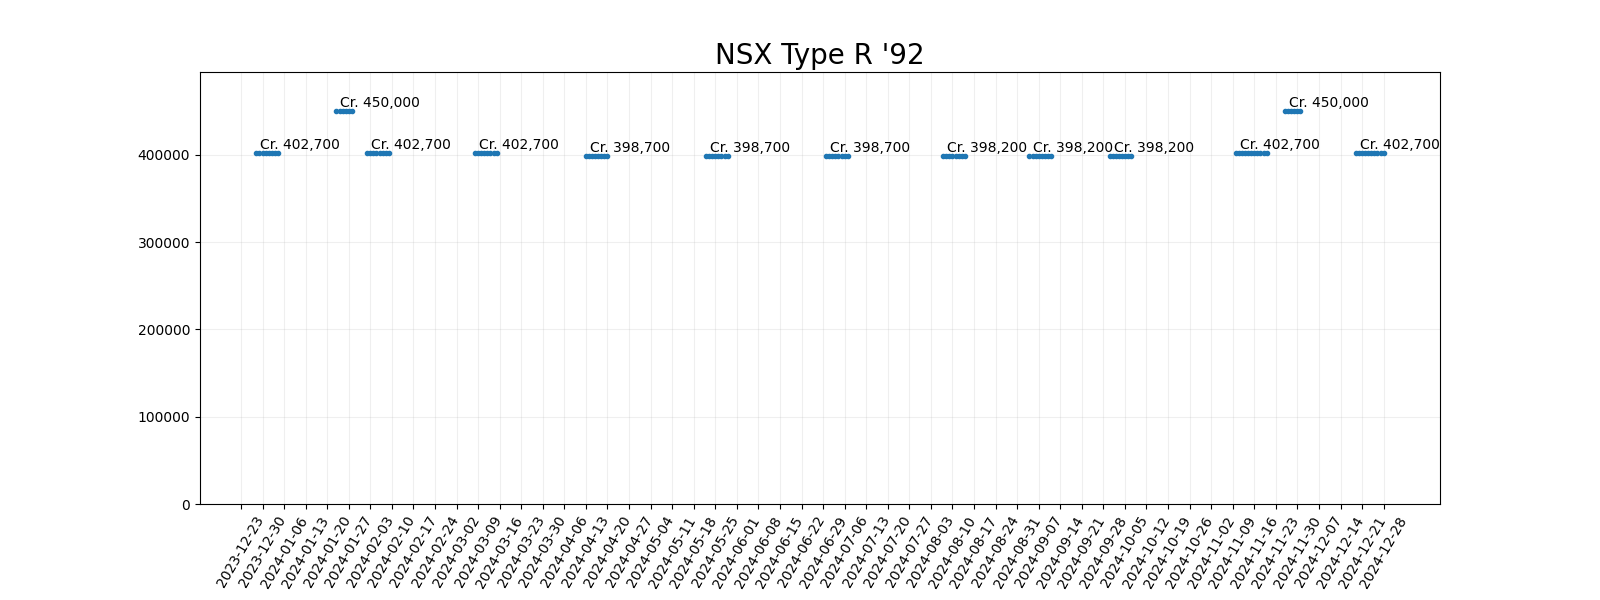 NSX Type R '92
Cr. 450,000 Cr. 450,000
Cr. 402,700 Cr. 402,700 Cr. 402,700 Cr. 398,700 Cr. 398,700 Cr. 398,700 Cr. 398,200 Cr. 398,200 Cr. 398,200 Cr. 402,700 Cr. 402,700
400000
300000
200000
100000
0
2023-12-23 2023-12-30 2024-01-06 2024-01-13 2024-01-20 2024-01-27 2024-02-03 2024-02-10 2024-02-17 2024-02-24 2024-03-02 2024-03-09 2024-03-16 2024-03-23 2024-03-30 2024-04-06 2024-04-13 2024-04-20 2024-04-27 2024-05-04 2024-05-11 2024-05-18 2024-05-25 2024-06-01 2024-06-08 2024-06-15 2024-06-22 2024-06-29 2024-07-06 2024-07-13 2024-07-20 2024-07-27 2024-08-03 2024-08-10 2024-08-17 2024-08-24 2024-08-31 2024-09-07 2024-09-14 2024-09-21 2024-09-28 2024-10-05 2024-10-12 2024-10-19 2024-10-26 2024-11-02 2024-11-09 2024-11-16 2024-11-23 2024-11-30 2024-12-07 2024-12-14 2024-12-21 2024-12-28